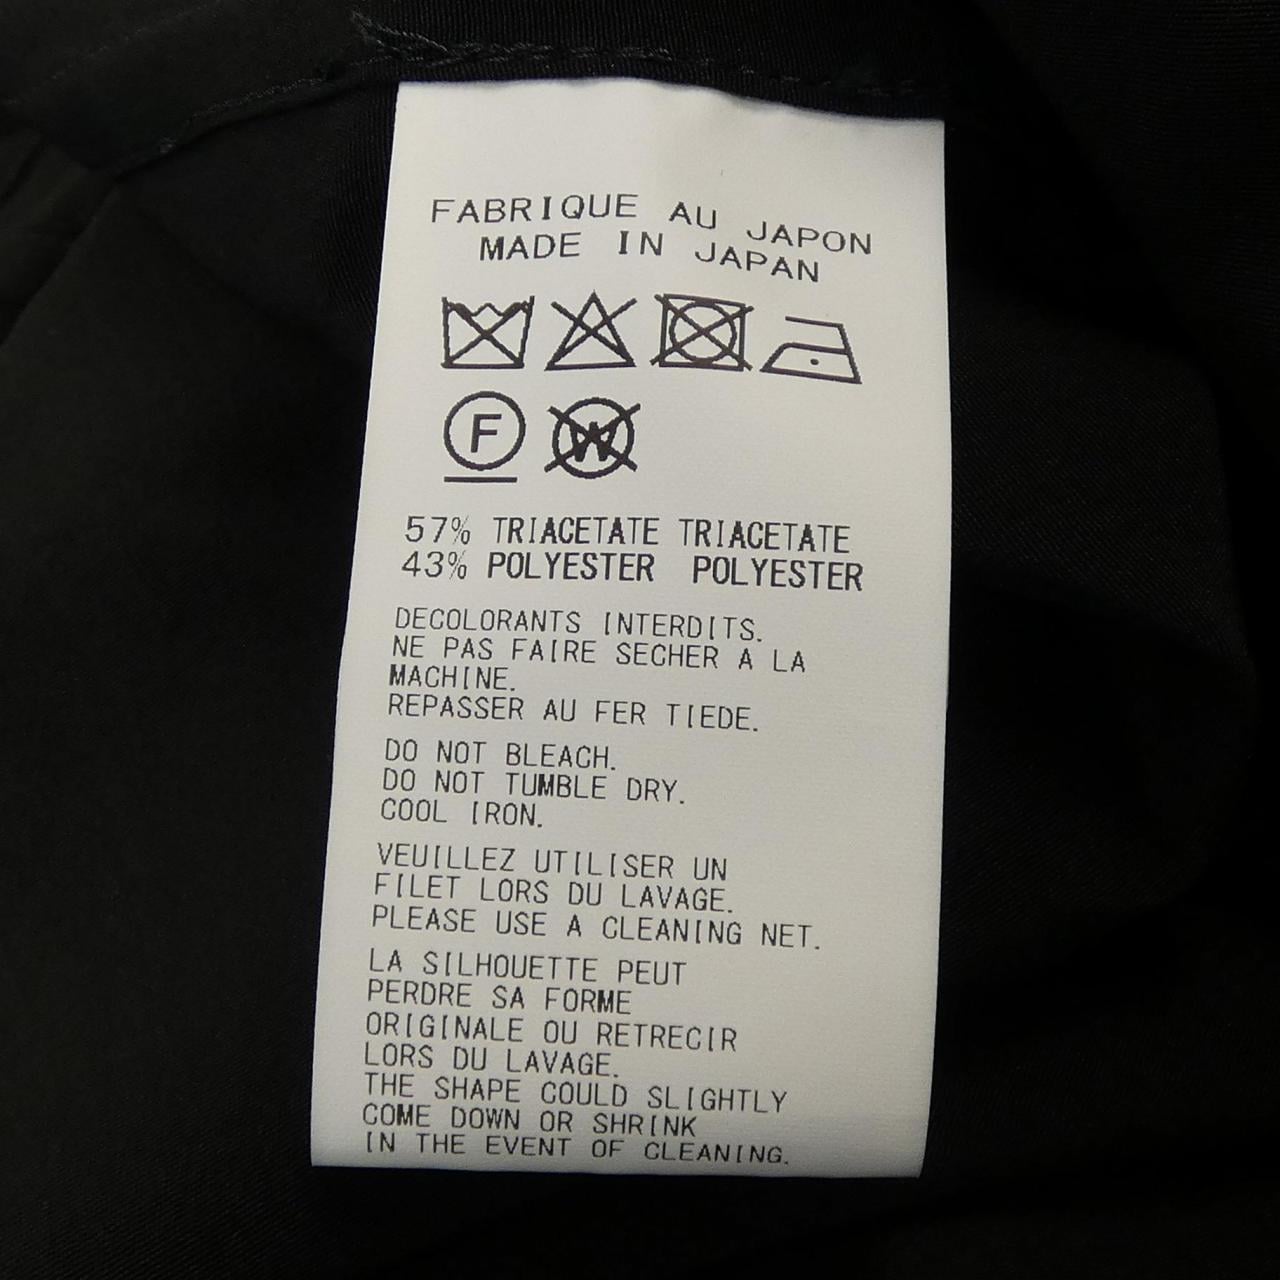 FABRIQUE AU JAPON
MADE IN JAPAN
F
W
57% TRIACETATE TRIACETATE
43% POLYESTER POLYESTER
DECOLORANTS INTERDITS.
NE PAS FAIRE SECHER A LA
MACHINE.
REPASSER AU FER TIEDE.
DO NOT BLEACH.
DO NOT TUMBLE DRY.
COOL IRON.
VEUILLEZ UTILISER UN
FILET LORS DU LAVAGE.
PLEASE USE A CLEANING NET.
LA SILHOUETTE PEUT
PERDRE SA FORME
ORIGINALE OU RETRECIR
LORS DU LAVAGE.
THE SHAPE COULD SLIGHTLY
COME DOWN OR SHRINK
IN THE EVENT OF CLEANING.